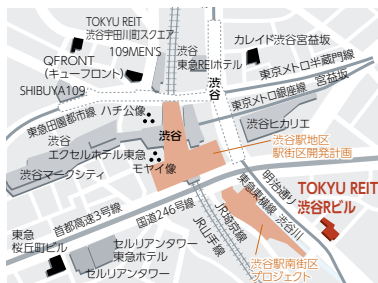 TOKYU REIT
渋谷宇田川町スクエア
109MEN'S
QFRONT
(キューフロント)
SHIBUYA109
渋谷
東急REIホテル
カレイド渋谷宮益坂
渋谷
東京メトロ半蔵門線
宮益坂
東京メトロ銀座線
東急田園都市線
ハチ公像
渋谷
渋谷ヒカリエ
渋谷
エクセルホテル東急
モヤイ像
渋谷マークシティ
渋谷駅地区
駅街区開発計画
明治通り
東急東横線
渋谷川
TOKYU REIT
渋谷Rビル
首都高速3号線
国道246号線
JR埼京線
JR山手線
東急
桜丘町ビル
セルリアンタワー
東急ホテル
セルリアンタワー
渋谷駅南街区
プロジェクト